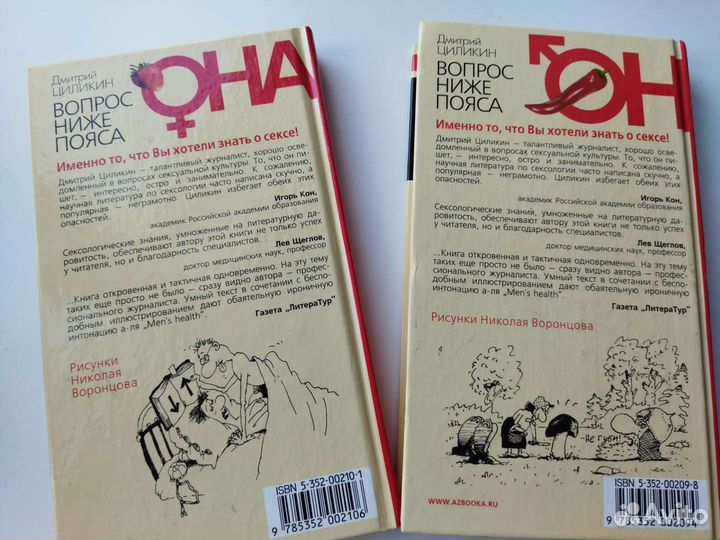 Дмитрий
ЦИЛИКИН
ВОПРОС
НИЖЕ
ПОЯСА
ОНА
Именно то, что Вы хотели знать о сексе!
Дмитрий Циликин – талантливый журналист, хорошо осве-
домленный в вопросах сексуальной культуры. То, что он пи-
шет, – интересно, остро и занимательно. К сожалению,
научная литература по сексологии часто написана скучно, а
популярная – неграмотно. Циликин избегает обеих этих
опасностей.
Игорь Кон,
академик Российской академии образования
Сексологические знания, умноженные на литературную да-
ровитость, обеспечивают автору этой книги не только успех
у читателя, но и благодарность специалистов.
Лев Щеглов,
доктор медицинских наук, профессор
...Книга откровенная и тактичная одновременно. На эту тему
таких еще просто не было – сразу видно автора – профес-
сионального журналиста. Умный текст в сочетании с беспо-
добным иллюстрированием дают обаятельную ироничную
интонацию а-ля „Men's health".
Газета „ЛитераТур"
Рисунки
Николая
Воронцова
ISBN 5-352-00210-1
9 785352 002106
Дмитрий
ЦИЛИКИН
ВОПРОС
НИЖЕ
ПОЯСА
ОН
Именно то, что Вы хотели знать о сексе!
Дмитрий Циликин – талантливый журналист, хорошо осве-
домленный в вопросах сексуальной культуры. То, что он пи-
шет, – интересно, остро и занимательно. К сожалению,
научная литература по сексологии часто написана скучно, а
популярная – неграмотно. Циликин избегает обеих этих
опасностей.
Игорь Кон,
академик Российской академии образования
Сексологические знания, умноженные на литературную да-
ровитость, обеспечивают автору этой книги не только успех
у читателя, но и благодарность специалистов.
Лев Щеглов,
доктор медицинских наук, профессор
...Книга откровенная и тактичная одновременно. На эту тему
таких еще просто не было – сразу видно автора – профес-
сионального журналиста. Умный текст в сочетании с беспо-
добным иллюстрированием дают обаятельную ироничную
интонацию а-ля „Men's health".
Газета „ЛитераТур"
Рисунки Николая Воронцова
НЕ ГУБИ!
WWW.AZBOOKA.RU
ISBN 5-352-00209-8
9 785352 002094
Avito